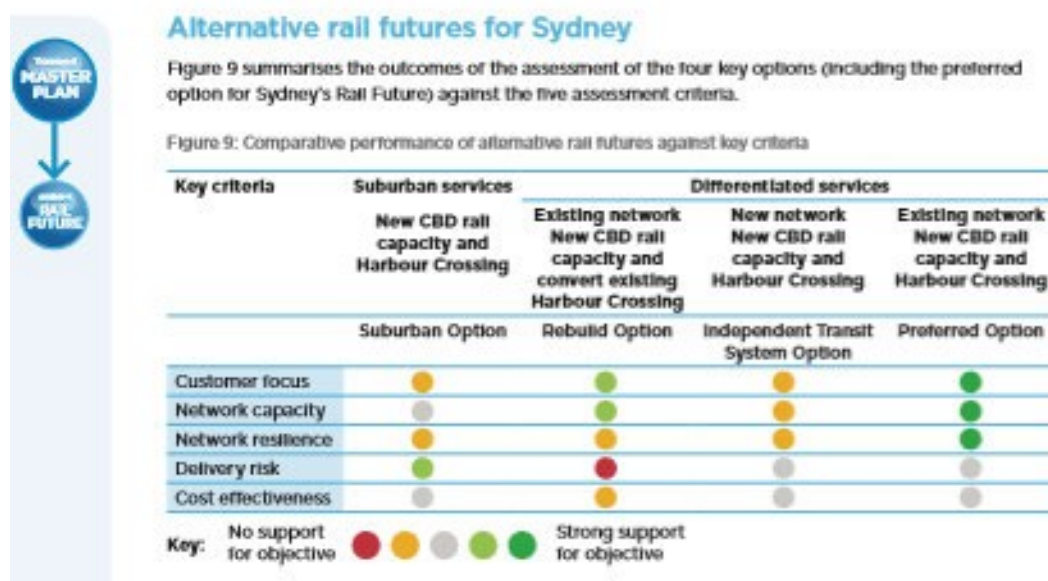 Alternative rail futures for Sydney
Figure 9 summarises the outcomes of the assessment of the four key options (including the preferred
option for Sydney's Rail Future) against the five assessment criteria.
Figure 9: Comparative performance of alternative rail futures against key criteria
MASTER
PLAN
RAIL
FUTURE
Key criteria
Suburban services
Differentiated services
New CBD rail
capacity and
Harbour Crossing
Existing network
New CBD rail
capacity and
convert existing
Harbour Crossing
New network
New CBD rail
capacity and
Harbour Crossing
Existing network
New CBD rail
capacity and
Harbour Crossing
Suburban Option
Rebuild Option
Independent Transit
System Option
Preferred Option
Customer focus
Network capacity
Network resilience
Delivery risk
Cost effectiveness
Key:
No support
for objective
Strong support
for objective